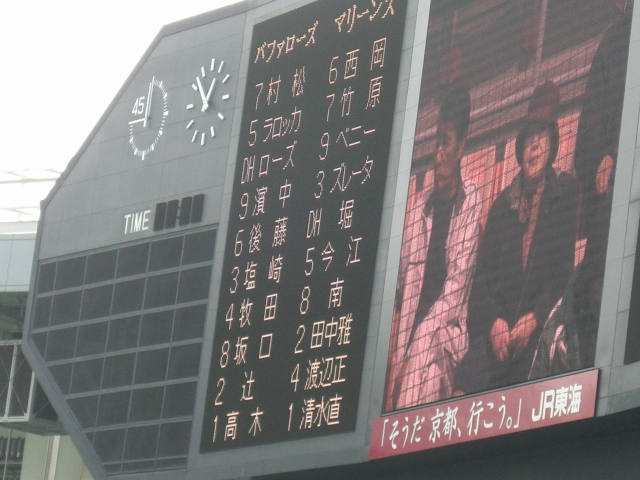 バファローズ マリーンズ
7 村松 6 西岡
5 ラロッカ 7 竹原
DH ローズ 9 ベニー
9 濱中 3 ズレータ
6 後藤 DH 堀
3 塩崎 5 今江
4 牧田 8 南
8 坂口 2 田中雅
2 辻 4 渡辺正
1 高木 1 清水直
45
TIME
「そうだ 京都、行こう。」 JR東海